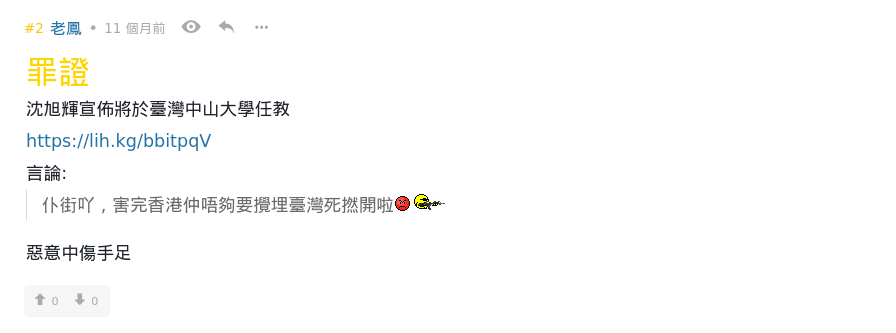 #2 老鳳 • 11 個月前
罪證
沈旭輝宣佈將於臺灣中山大學任教
https://lih.kg/bbitpqV
言論:
仆街吖，害完香港仲唔夠要攪埋臺灣死撚開啦
惡意中傷手足
0 0